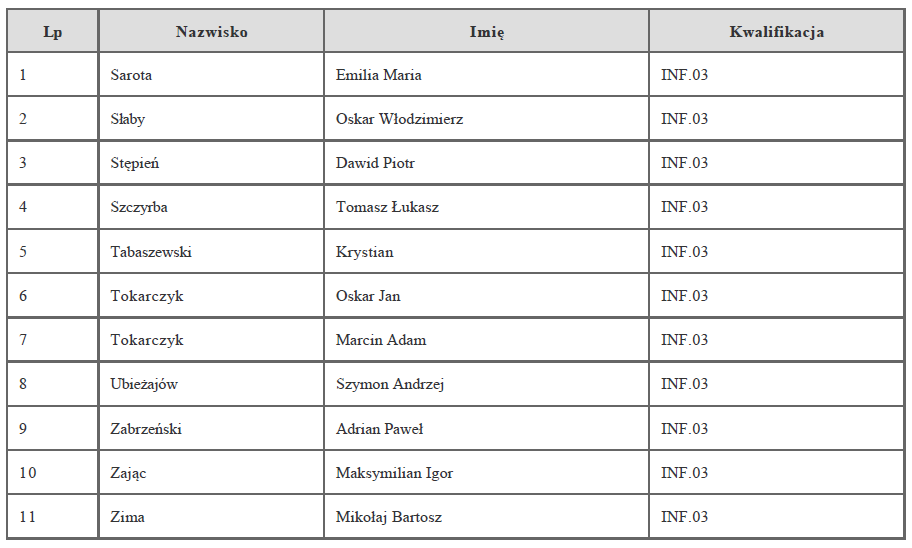 Lp Nazwisko Imię Kwalifikacja
1 Sarota Emilia Maria INF.03
2 Słaby Oskar Włodzimierz INF.03
3 Stępień Dawid Piotr INF.03
4 Szczyrba Tomasz Łukasz INF.03
5 Tabaszewski Krystian INF.03
6 Tokarczyk Oskar Jan INF.03
7 Tokarczyk Marcin Adam INF.03
8 Ubieżajów Szymon Andrzej INF.03
9 Zabrzeński Adrian Paweł INF.03
10 Zając Maksymilian Igor INF.03
11 Zima Mikołaj Bartosz INF.03